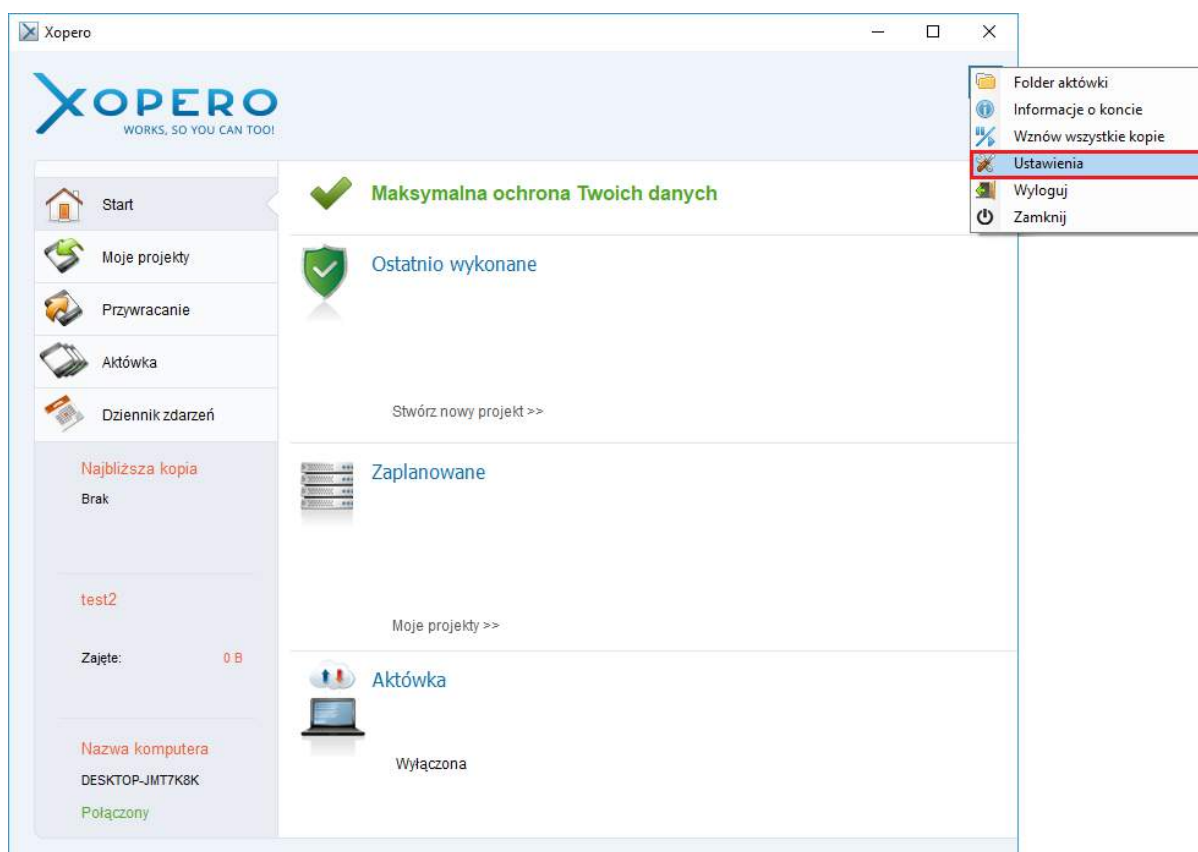 Xopero
XOPERO
WORKS, SO YOU CAN TOO!
Folder aktówki
Informacje o koncie
Wznów wszystkie kopie
Ustawienia
Wyloguj
Zamknij
Start
Moje projekty
Przywracanie
Aktówka
Dziennik zdarzeń
Najbliższa kopia
Brak
test2
Zajęte: 0 B
Nazwa komputera
DESKTOP-JMT7K8K
Połączony
Maksymalna ochrona Twoich danych
Ostatnio wykonane
Stwórz nowy projekt >>
Zaplanowane
Moje projekty >>
Aktówka
Wyłączona